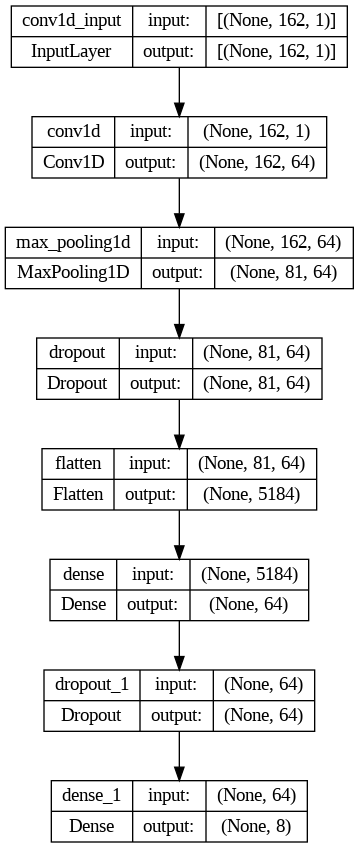 conv1d_input input: [(None, 162, 1)]
InputLayer output: [(None, 162, 1)]
conv1d input: (None, 162, 1)
Conv1D output: (None, 162, 64)
max_pooling1d input: (None, 162, 64)
MaxPooling1D output: (None, 81, 64)
dropout input: (None, 81, 64)
Dropout output: (None, 81, 64)
flatten input: (None, 81, 64)
Flatten output: (None, 5184)
dense input: (None, 5184)
Dense output: (None, 64)
dropout_1 input: (None, 64)
Dropout output: (None, 64)
dense_1 input: (None, 64)
Dense output: (None, 8)